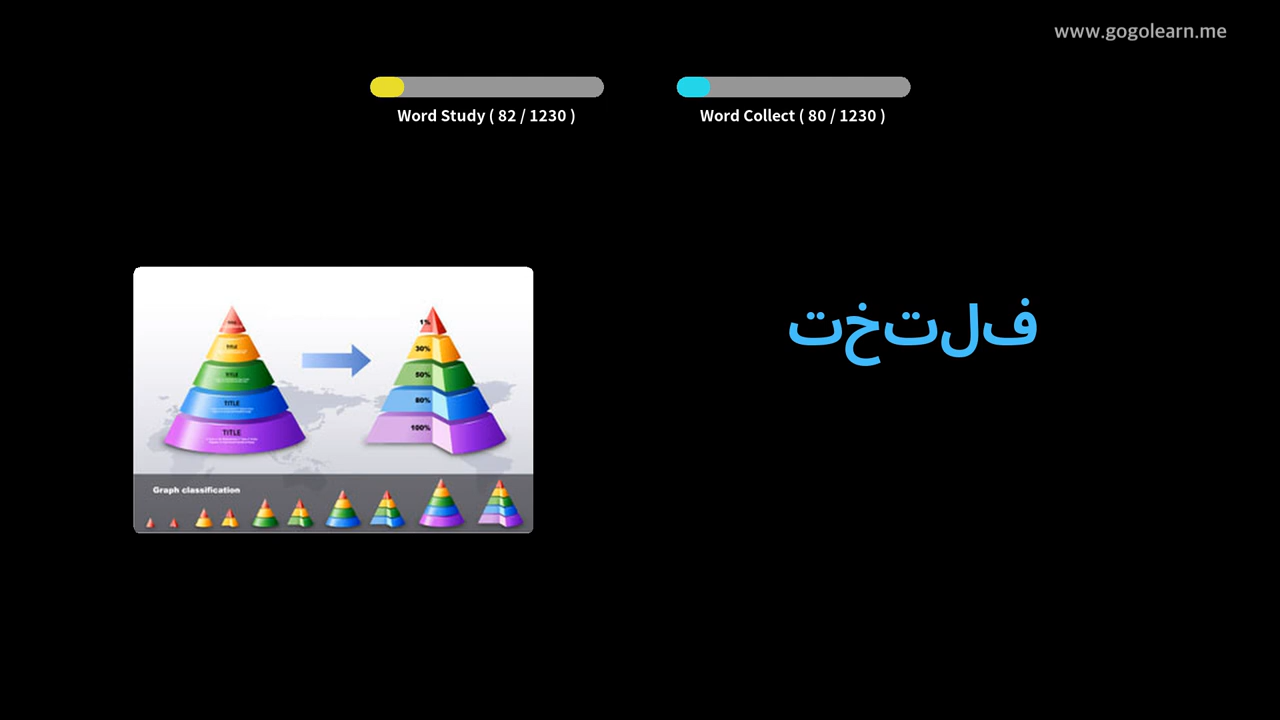 www.gogolearn.me
Word Study ( 82 / 1230 )
Word Collect ( 80 / 1230 )
فلتخت
TITLE
TITLE
TITLE
TITLE
1%
30%
50%
80%
100%
Graph classification